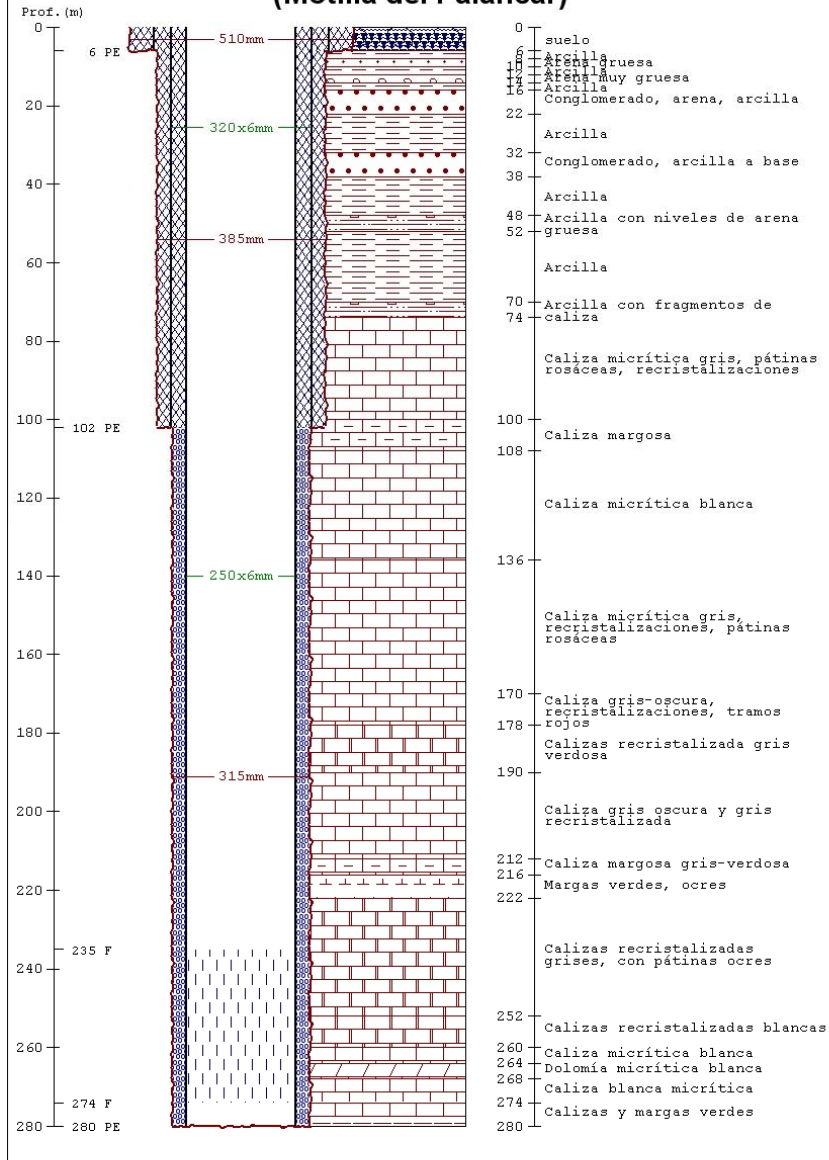 (Motilla del Palancar)
Prof.(m)
0
20
40
60
80
100
120
140
160
180
200
220
240
260
280
6 PE
102 PE
235 F
274 F
280 PE
510mm
320x6mm
385mm
250x6mm
315mm
0
suelo
6
Arcilla
8
10
Arena gruesa
12
Arcilla
14
Arena muy gruesa
Arcilla
16
Conglomerado, arena, arcilla
22
Arcilla
32
Conglomerado, arcilla a base
38
Arcilla
48
Arcilla con niveles de arena
52
gruesa
Arcilla
70
Arcilla con fragmentos de
74
caliza
Caliza micrítica gris, pátinas
rosáceas, recristalizaciones
100
Caliza margosa
108
Caliza micrítica blanca
136
Caliza micrítica gris,
recristalizaciones, pátinas
rosáceas
170
Caliza gris-oscura,
recristalizaciones, tramos
178
rojos
Calizas recristalizada gris
verdosa
190
Caliza gris oscura y gris
recristalizada
212
Caliza margosa gris-verdosa
216
Margas verdes, ocres
222
Calizas recristalizadas
grises, con pátinas ocres
252
Calizas recristalizadas blancas
260
Caliza micrítica blanca
264
Dolomía micrítica blanca
268
Caliza blanca micrítica
274
Calizas y margas verdes
280